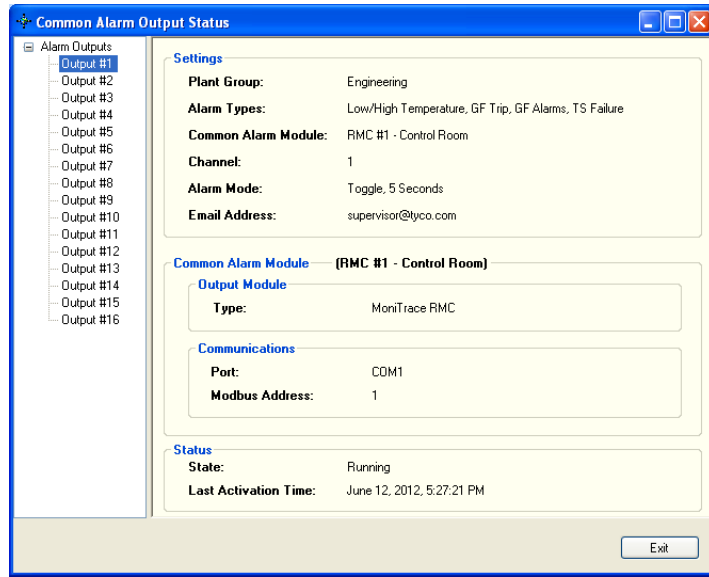 Common Alarm Output Status
Alarm Outputs
Output #1
Output #2
Output #3
Output #4
Output #5
Output #6
Output #7
Output #8
Output #9
Output #10
Output #11
Output #12
Output #13
Output #14
Output #15
Output #16
Settings
Plant Group: Engineering
Alarm Types: Low/High Temperature, GF Trip, GF Alarms, TS Failure
Common Alarm Module: RMC #1 - Control Room
Channel: 1
Alarm Mode: Toggle, 5 Seconds
Email Address: supervisor@tyco.com
Common Alarm Module (RMC #1 - Control Room)
Output Module
Type: MoniTrace RMC
Communications
Port: COM1
Modbus Address: 1
Status
State: Running
Last Activation Time: June 12, 2012, 5:27:21 PM
Exit